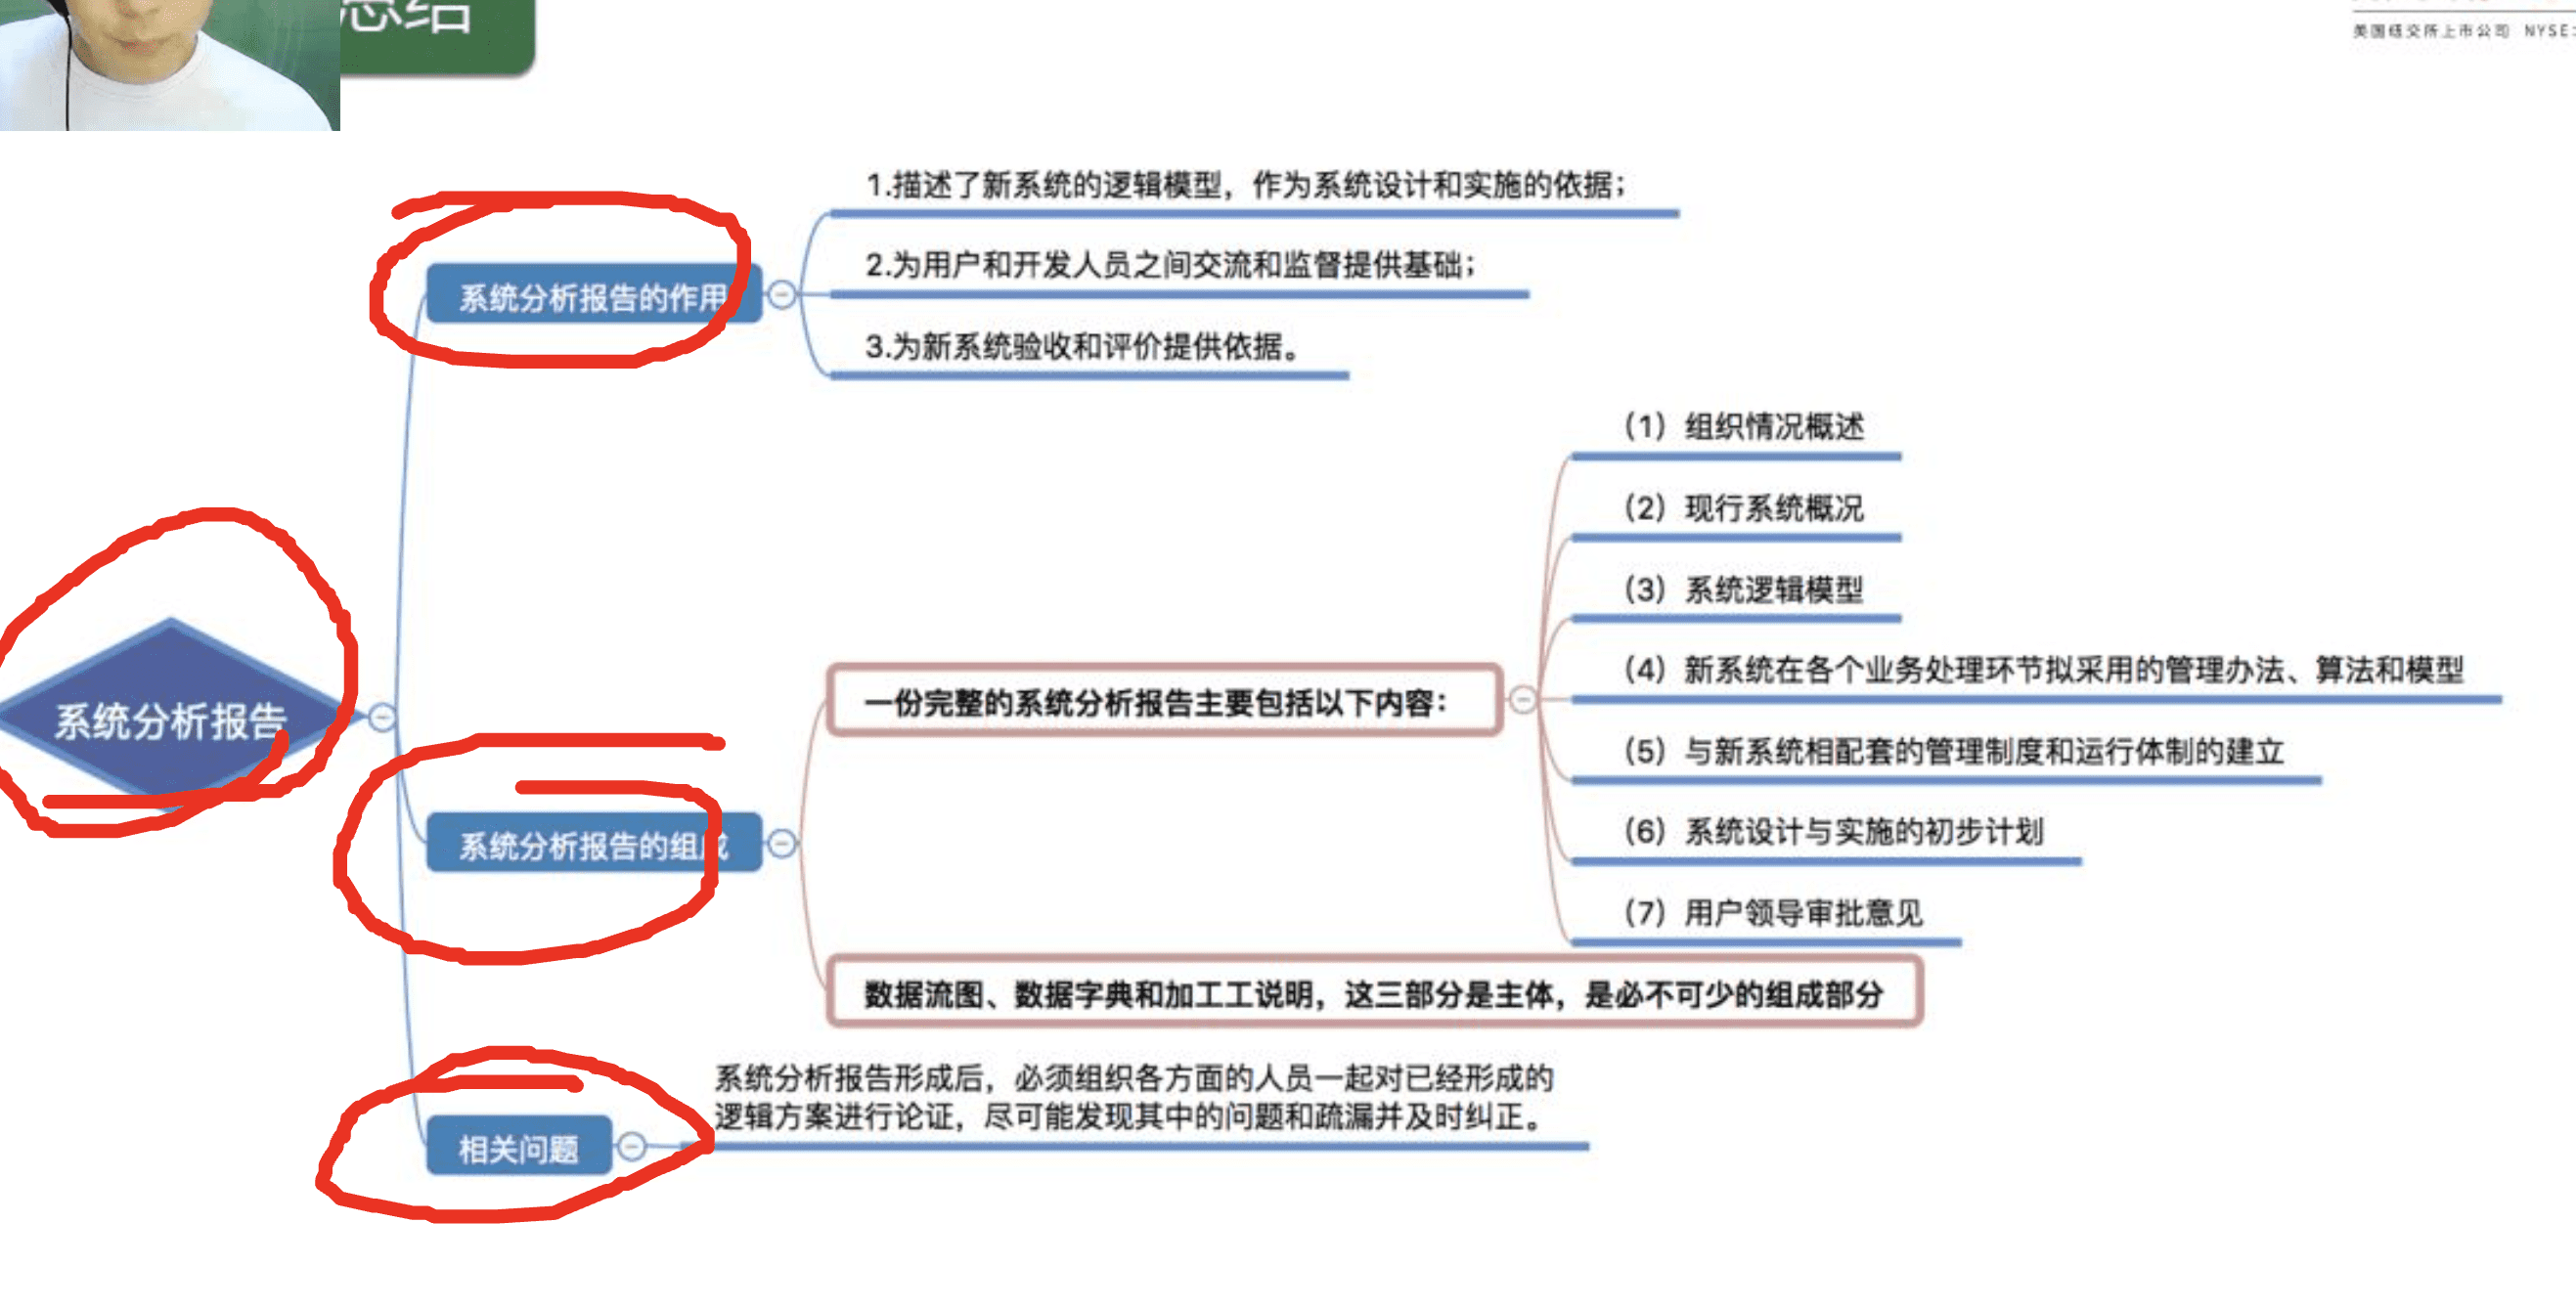 总结
美国纽交所上市公司 NYSE:
系统分析报告
系统分析报告的作用
1.描述了新系统的逻辑模型，作为系统设计和实施的依据；
2.为用户和开发人员之间交流和监督提供基础；
3.为新系统验收和评价提供依据。
系统分析报告的组成
一份完整的系统分析报告主要包括以下内容：
（1）组织情况概述
（2）现行系统概况
（3）系统逻辑模型
（4）新系统在各个业务处理环节拟采用的管理办法、算法和模型
（5）与新系统相配套的管理制度和运行体制的建立
（6）系统设计与实施的初步计划
（7）用户领导审批意见
数据流图、数据字典和加工工说明，这三部分是主体，是必不可少的组成部分
相关问题
系统分析报告形成后，必须组织各方面的人员一起对已经形成的
逻辑方案进行论证，尽可能发现其中的问题和疏漏并及时纠正。